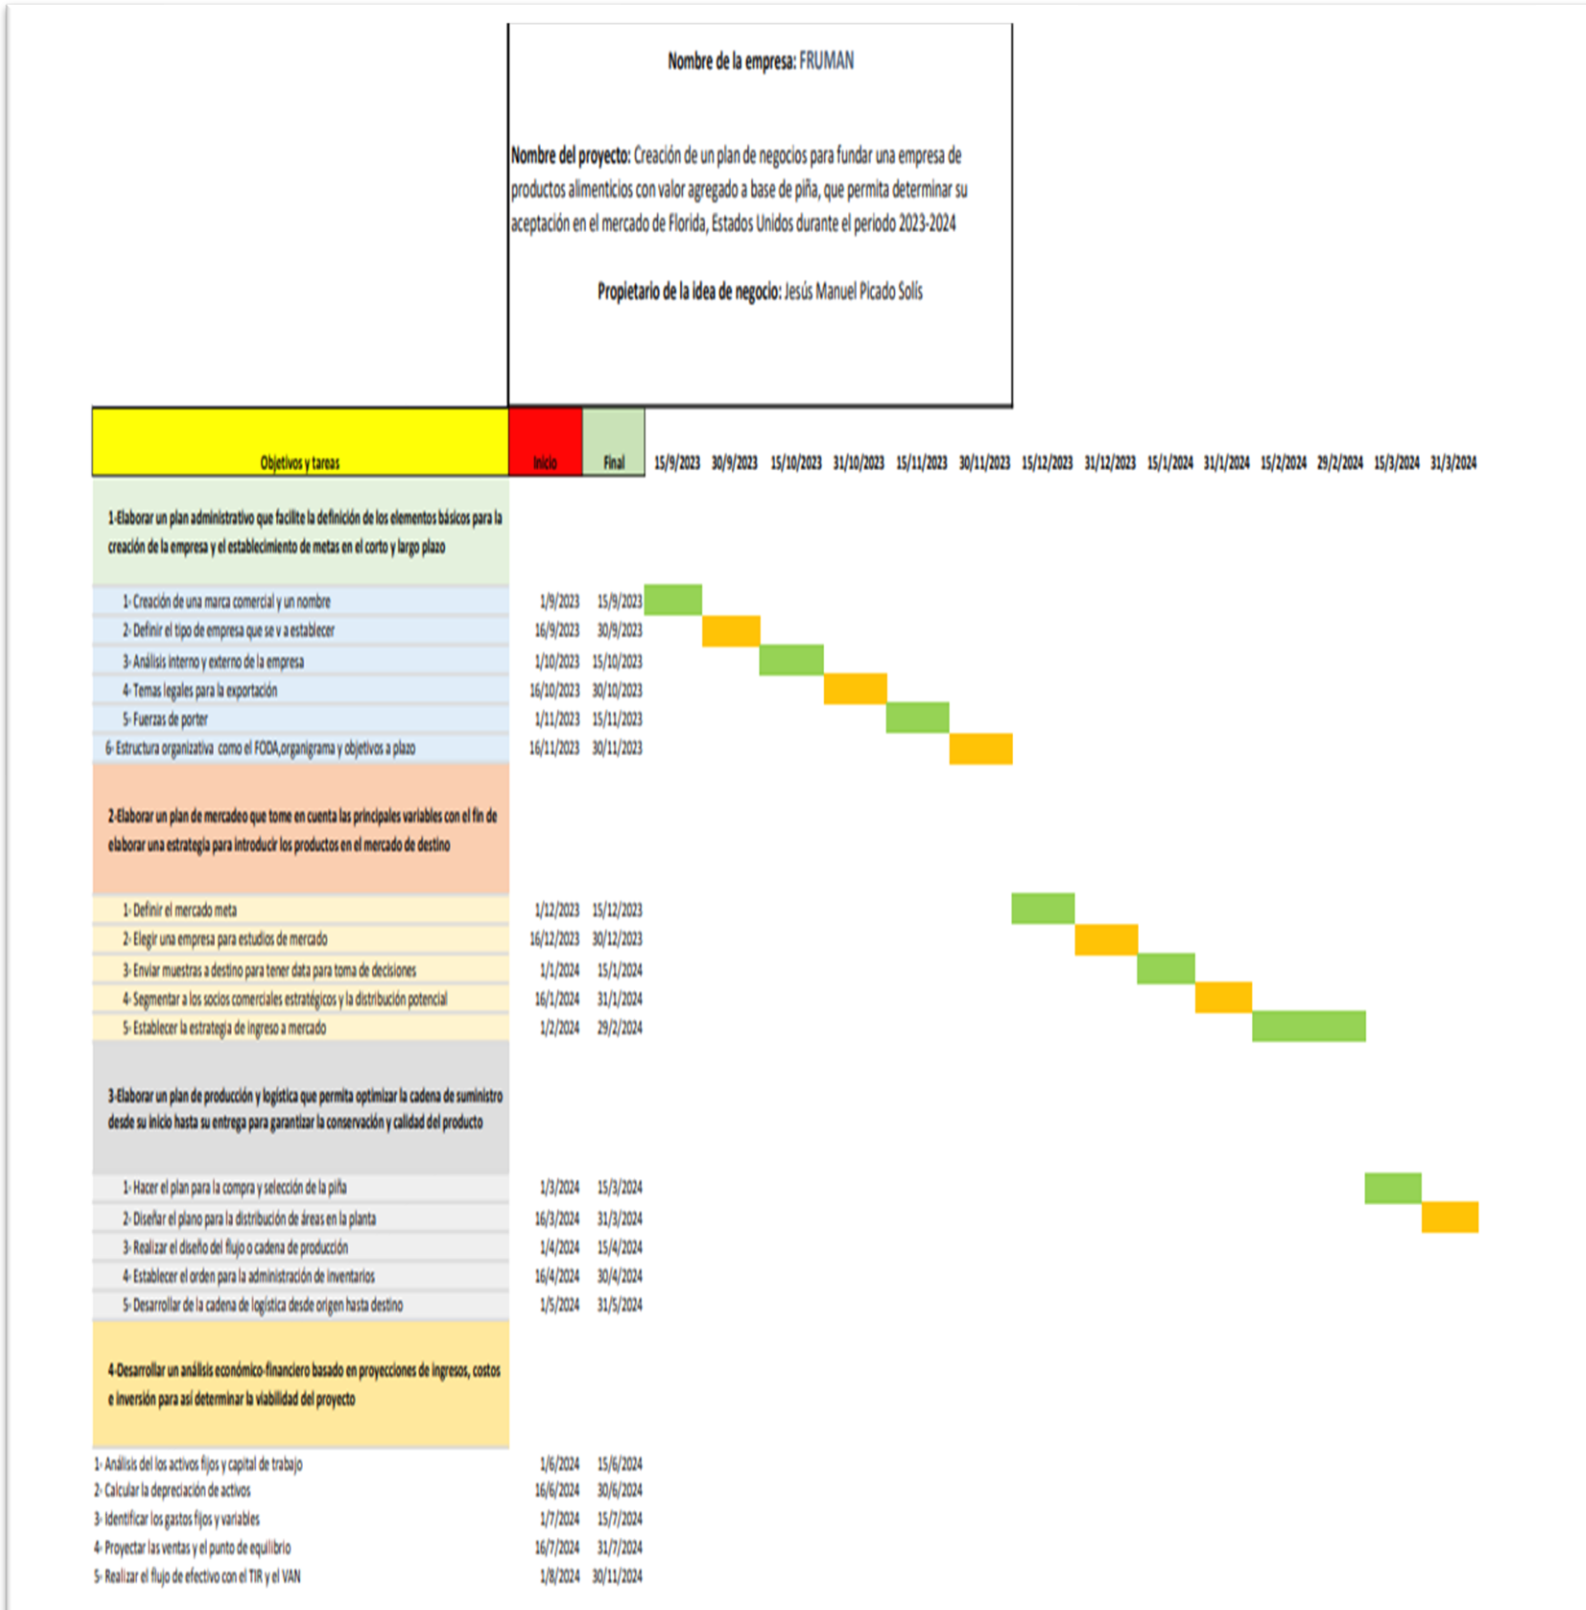 Nombre de la empresa: FRUMAN
Nombre del proyecto: Creación de un plan de negocios para fundar una empresa de
productos alimenticios con valor agregado a base de piña, que permita determinar su
aceptación en el mercado de Florida, Estados Unidos durante el periodo 2023-2024
Propietario de la idea de negocio: Jesús Manuel Picado Solís
Objetivos y tareas Inicio Final 15/9/2023 30/9/2023 15/10/2023 31/10/2023 15/11/2023 30/11/2023 15/12/2023 31/12/2023 15/1/2024 31/1/2024 15/2/2024 29/2/2024 15/3/2024 31/3/2024
1-Elaborar un plan administrativo que facilite la definición de los elementos básicos para la
creación de la empresa y el establecimiento de metas en el corto y largo plazo
1- Creación de una marca comercial y un nombre 1/9/2023 15/9/2023
2- Definir el tipo de empresa que se v a establecer 16/9/2023 30/9/2023
3- Análisis interno y externo de la empresa 1/10/2023 15/10/2023
4- Temas legales para la exportación 16/10/2023 30/10/2023
5- Fuerzas de porter 1/11/2023 15/11/2023
6- Estructura organizativa como el FODA,organigrama y objetivos a plazo 16/11/2023 30/11/2023
2-Elaborar un plan de mercadeo que tome en cuenta las principales variables con el fin de
elaborar una estrategia para introducir los productos en el mercado de destino
1- Definir el mercado meta 1/12/2023 15/12/2023
2- Elegir una empresa para estudios de mercado 16/12/2023 30/12/2023
3- Enviar muestras a destino para tener data para toma de decisiones 1/1/2024 15/1/2024
4- Segmentar a los socios comerciales estratégicos y la distribución potencial 16/1/2024 31/1/2024
5- Establecer la estrategia de ingreso a mercado 1/2/2024 29/2/2024
3-Elaborar un plan de producción y logística que permita optimizar la cadena de suministro
desde su inicio hasta su entrega para garantizar la conservación y calidad del producto
1- Hacer el plan para la compra y selección de la piña 1/3/2024 15/3/2024
2- Diseñar el plano para la distribución de áreas en la planta 16/3/2024 31/3/2024
3- Realizar el diseño del flujo o cadena de producción 1/4/2024 15/4/2024
4- Establecer el orden para la administración de inventarios 16/4/2024 30/4/2024
5- Desarrollar de la cadena de logística desde origen hasta destino 1/5/2024 31/5/2024
4-Desarrollar un análisis económico-financiero basado en proyecciones de ingresos, costos
e inversión para así determinar la viabilidad del proyecto
1- Análisis del los activos fijos y capital de trabajo 1/6/2024 15/6/2024
2- Calcular la depreciación de activos 16/6/2024 30/6/2024
3- Identificar los gastos fijos y variables 1/7/2024 15/7/2024
4- Proyectar las ventas y el punto de equilibrio 16/7/2024 31/7/2024
5- Realizar el flujo de efectivo con el TIR y el VAN 1/8/2024 30/11/2024